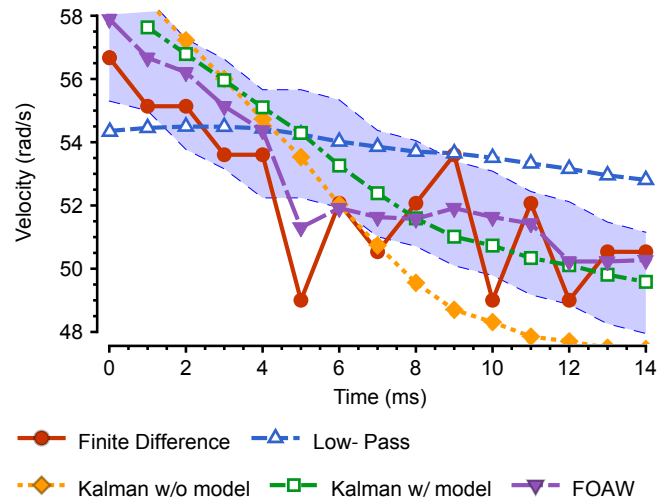 58
56
54
52
50
48
Velocity (rad/s)
0 2 4 6 8 10 12 14
Time (ms)
Finite Difference Low- Pass
Kalman w/o model Kalman w/ model FOAW